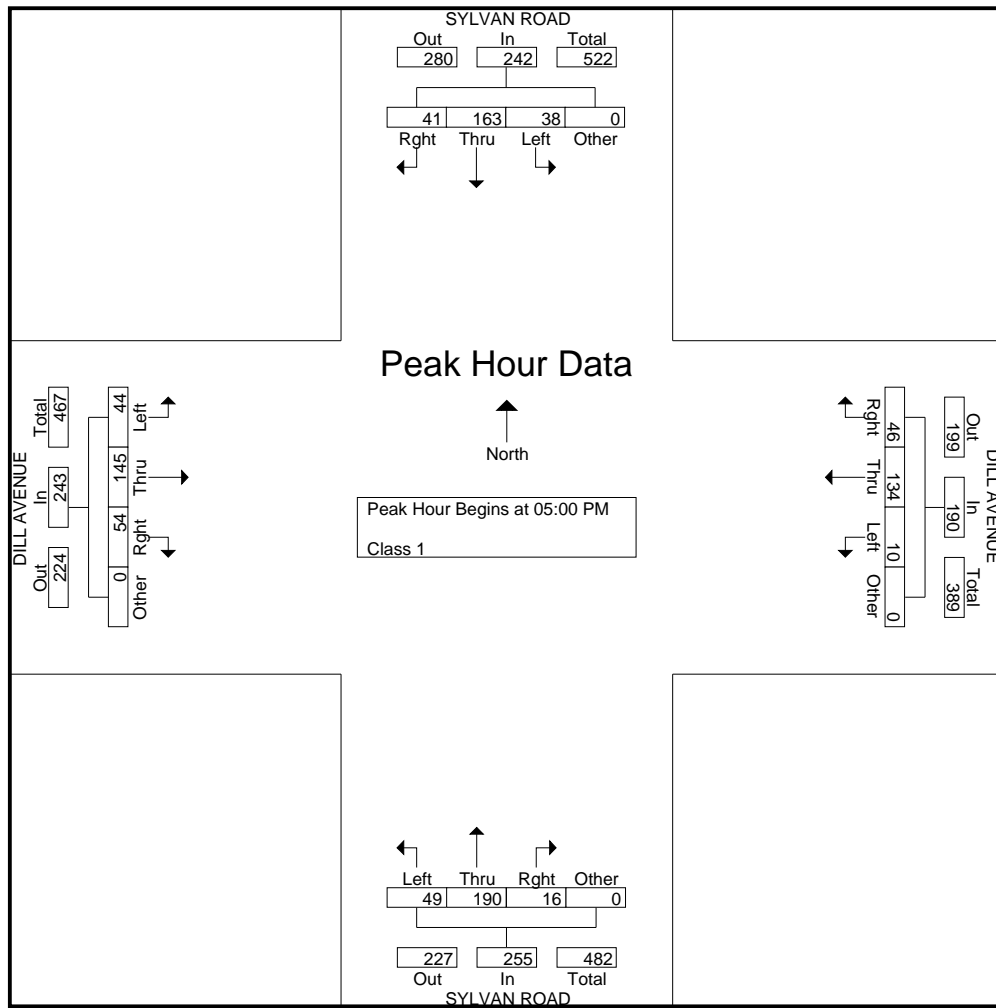 SYLVAN ROAD
Out In Total
280 242 522
41 163 38 0
Rght Thru Left Other
Peak Hour Data
North
Peak Hour Begins at 05:00 PM
Class 1
DILL AVENUE
Out In Total
224 243 467
44 145 54 0
Left Thru Rght Other
DILL AVENUE
Out In Total
199 190 389
46 134 10 0
Rght Thru Left Other
Left Thru Rght Other
49 190 16 0
227 255 482
Out In Total
SYLVAN ROAD